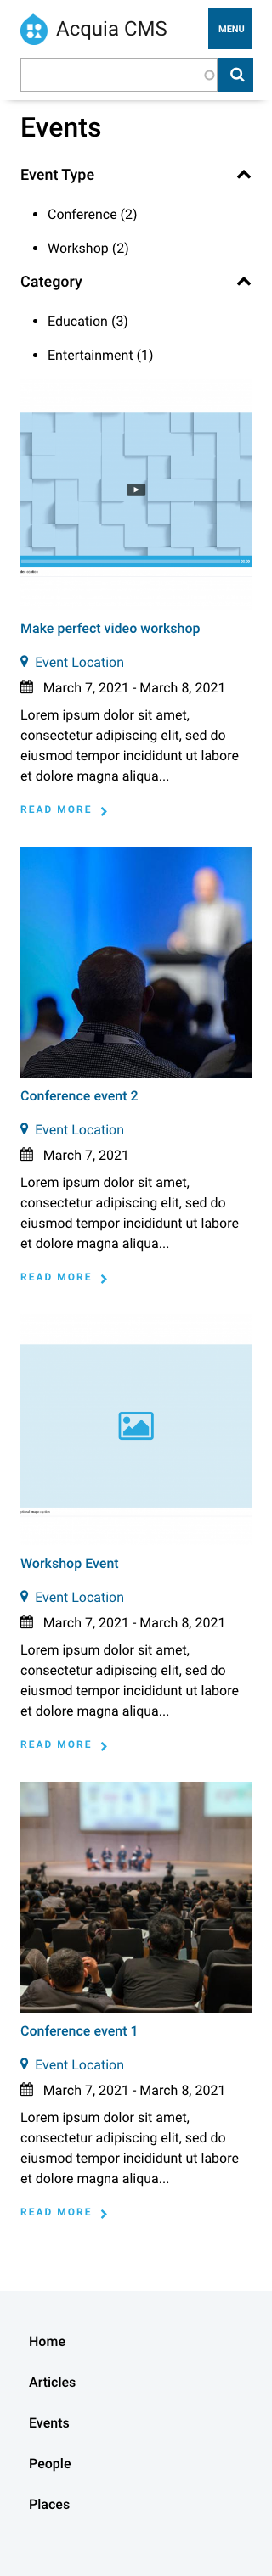 Acquia CMS
MENU
Events
Event Type
Conference (2)
Workshop (2)
Category
Education (3)
Entertainment (1)
Make perfect video workshop
Event Location
March 7, 2021 - March 8, 2021
Lorem ipsum dolor sit amet,
consectetur adipiscing elit, sed do
eiusmod tempor incididunt ut labore
et dolore magna aliqua...
READ MORE
Conference event 2
Event Location
March 7, 2021
Lorem ipsum dolor sit amet,
consectetur adipiscing elit, sed do
eiusmod tempor incididunt ut labore
et dolore magna aliqua...
READ MORE
Workshop Event
Event Location
March 7, 2021 - March 8, 2021
Lorem ipsum dolor sit amet,
consectetur adipiscing elit, sed do
eiusmod tempor incididunt ut labore
et dolore magna aliqua...
READ MORE
Conference event 1
Event Location
March 7, 2021 - March 8, 2021
Lorem ipsum dolor sit amet,
consectetur adipiscing elit, sed do
eiusmod tempor incididunt ut labore
et dolore magna aliqua...
READ MORE
Home
Articles
Events
People
Places